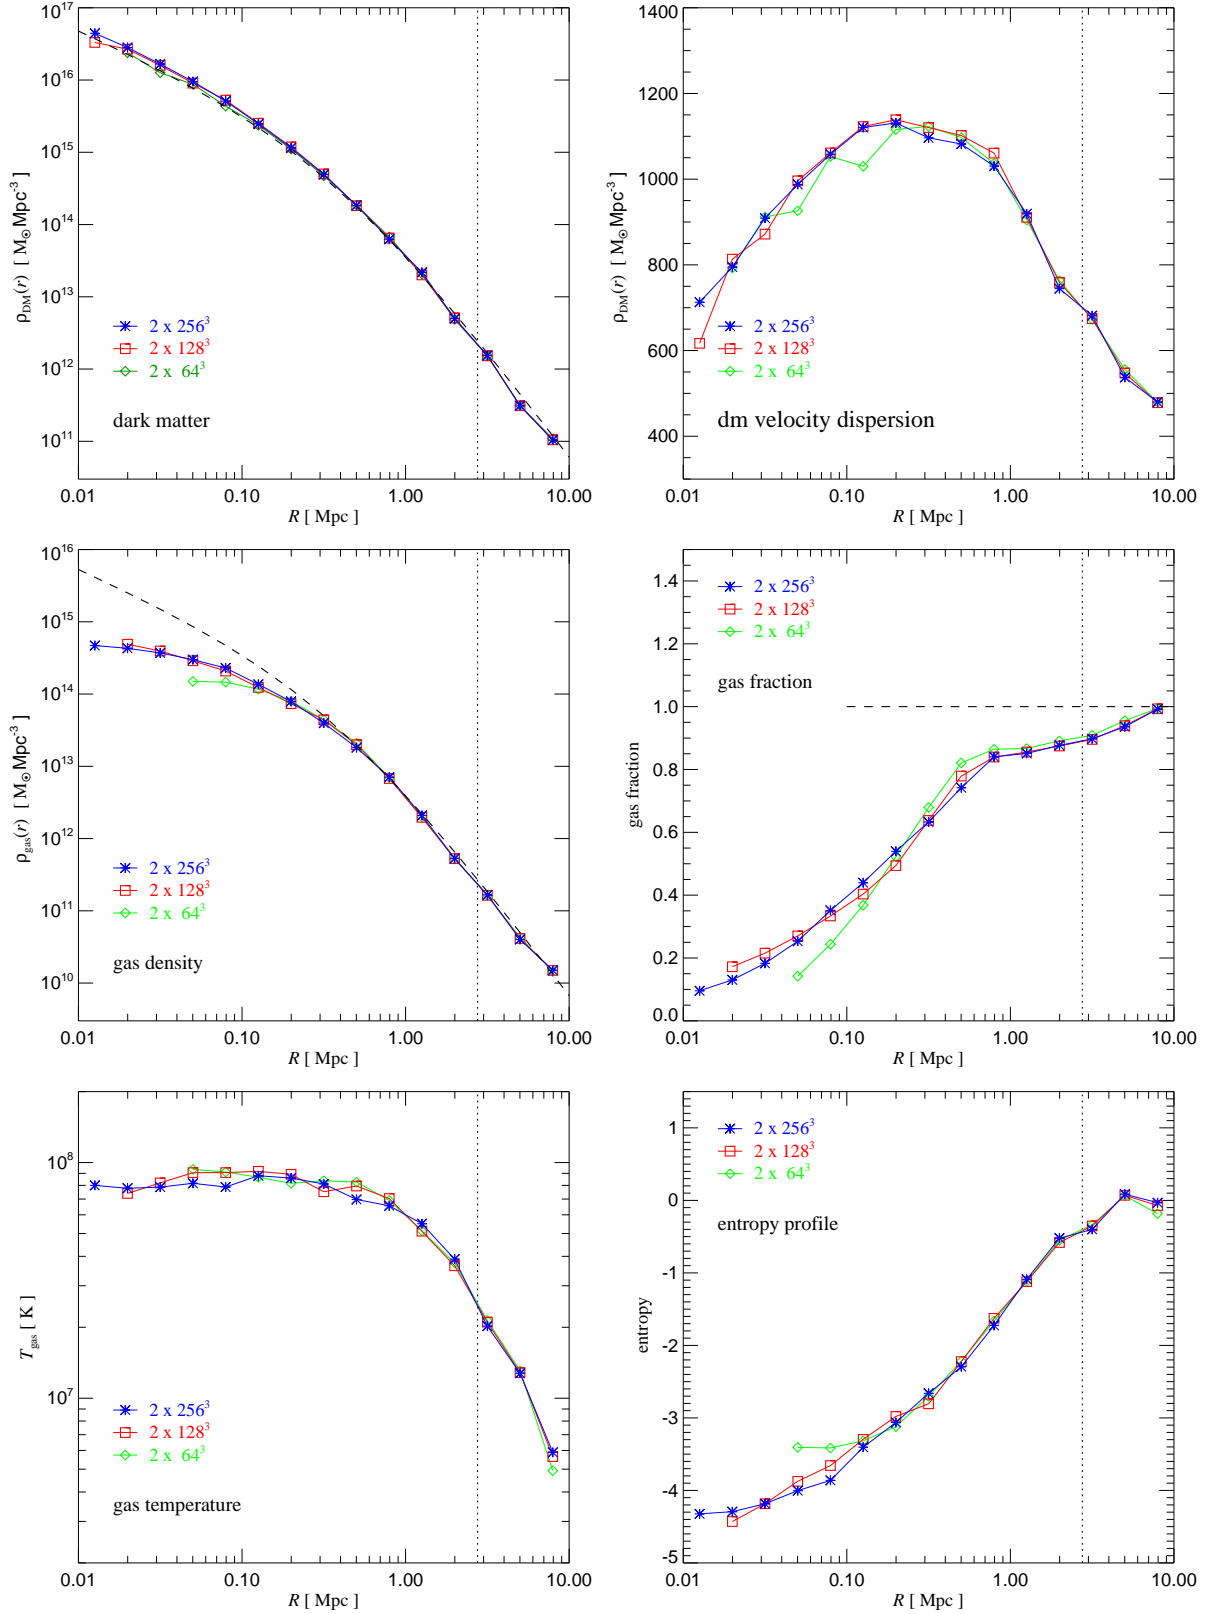 10^17
10^16
10^15
10^14
10^13
10^12
10^11
ρ_DM(r) [ M_⊙Mpc^-3 ]
2 x 256^3
2 x 128^3
2 x 64^3
dark matter
0.01 0.10 1.00 10.00
R [ Mpc ]
1400
1200
1000
800
600
400
ρ_DM(r) [ M_⊙Mpc^-3 ]
2 x 256^3
2 x 128^3
2 x 64^3
dm velocity dispersion
0.01 0.10 1.00 10.00
R [ Mpc ]
10^16
10^15
10^14
10^13
10^12
10^11
10^10
ρ_gas(r) [ M_⊙Mpc^-3 ]
2 x 256^3
2 x 128^3
2 x 64^3
gas density
0.01 0.10 1.00 10.00
R [ Mpc ]
1.4
1.2
1.0
0.8
0.6
0.4
0.2
0.0
gas fraction
2 x 256^3
2 x 128^3
2 x 64^3
gas fraction
0.01 0.10 1.00 10.00
R [ Mpc ]
10^8
10^7
T_gas [ K ]
2 x 256^3
2 x 128^3
2 x 64^3
gas temperature
0.01 0.10 1.00 10.00
R [ Mpc ]
1
0
-1
-2
-3
-4
-5
entropy
2 x 256^3
2 x 128^3
2 x 64^3
entropy profile
0.01 0.10 1.00 10.00
R [ Mpc ]